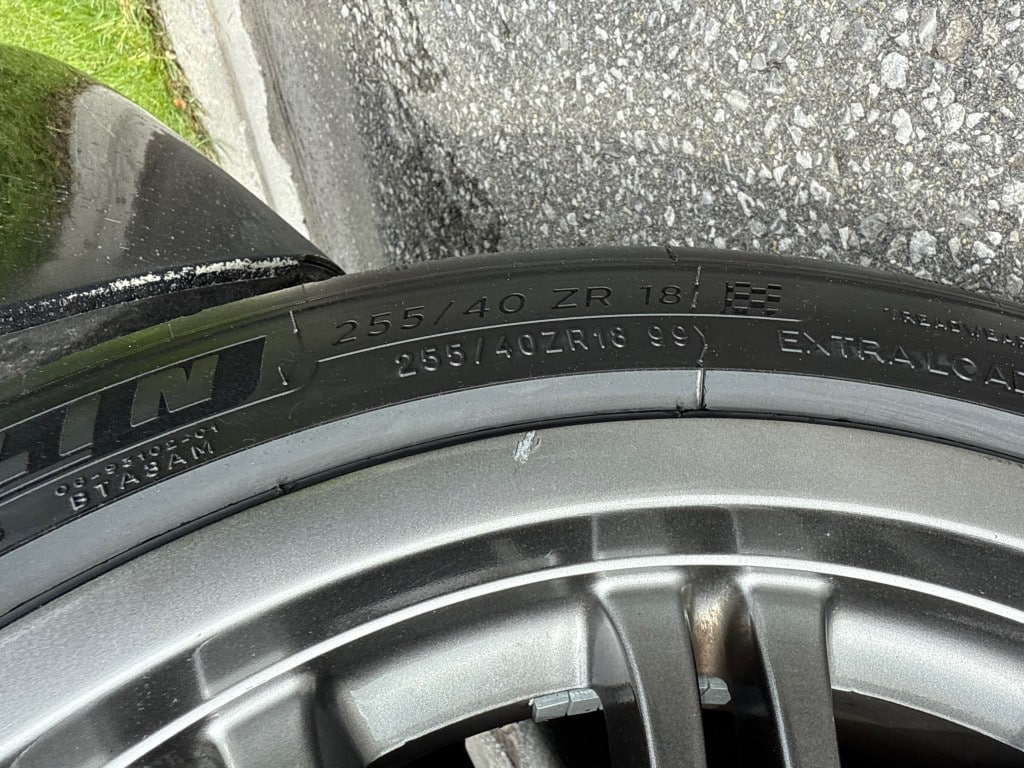 255/40 ZR 18
255/40ZR18 99Y
LIN
BTA8AM
EXTRA LOAD
TREADWEAR